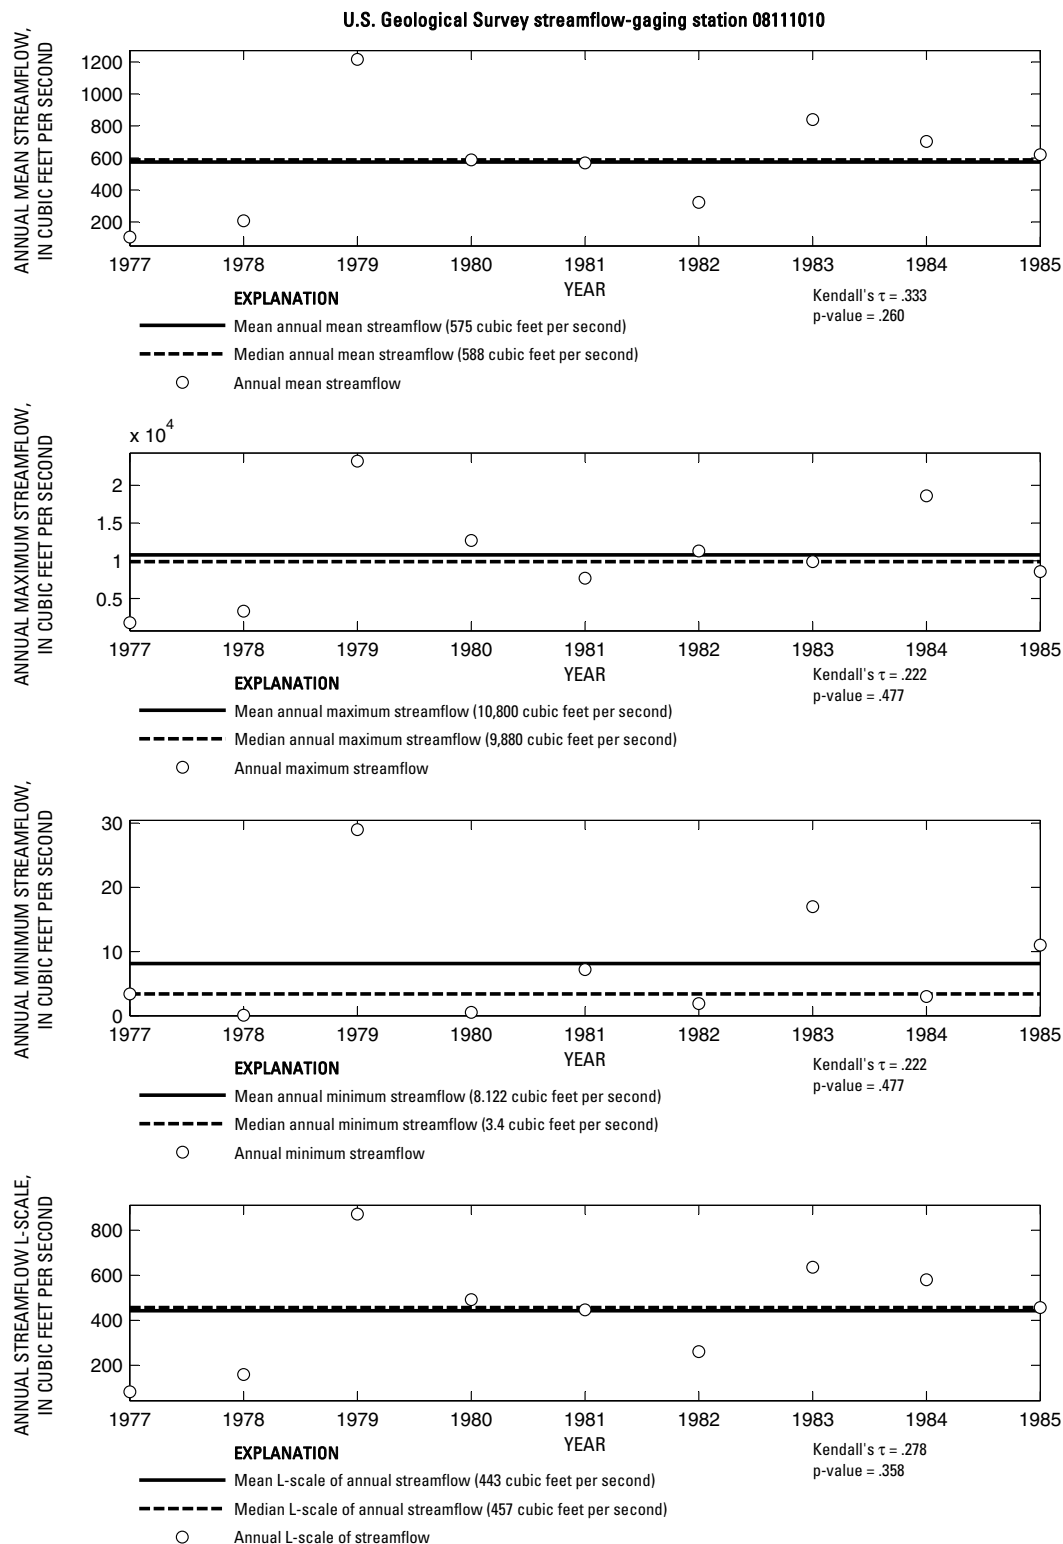 U.S. Geological Survey streamflow-gaging station 08111010
ANNUAL MEAN STREAMFLOW,
IN CUBIC FEET PER SECOND
1200
1000
800
600
400
200
1977 1978 1979 1980 1981 1982 1983 1984 1985
YEAR
Kendall's τ = .333
p-value = .260
EXPLANATION
Mean annual mean streamflow (575 cubic feet per second)
Median annual mean streamflow (588 cubic feet per second)
Annual mean streamflow
ANNUAL MAXIMUM STREAMFLOW,
IN CUBIC FEET PER SECOND
x 10⁴
2
1.5
1
0.5
1977 1978 1979 1980 1981 1982 1983 1984 1985
YEAR
Kendall's τ = .222
p-value = .477
EXPLANATION
Mean annual maximum streamflow (10,800 cubic feet per second)
Median annual maximum streamflow (9,880 cubic feet per second)
Annual maximum streamflow
ANNUAL MINIMUM STREAMFLOW,
IN CUBIC FEET PER SECOND
30
20
10
0
1977 1978 1979 1980 1981 1982 1983 1984 1985
YEAR
Kendall's τ = .222
p-value = .477
EXPLANATION
Mean annual minimum streamflow (8.122 cubic feet per second)
Median annual minimum streamflow (3.4 cubic feet per second)
Annual minimum streamflow
ANNUAL STREAMFLOW L-SCALE,
IN CUBIC FEET PER SECOND
800
600
400
200
1977 1978 1979 1980 1981 1982 1983 1984 1985
YEAR
Kendall's τ = .278
p-value = .358
EXPLANATION
Mean L-scale of annual streamflow (443 cubic feet per second)
Median L-scale of annual streamflow (457 cubic feet per second)
Annual L-scale of streamflow